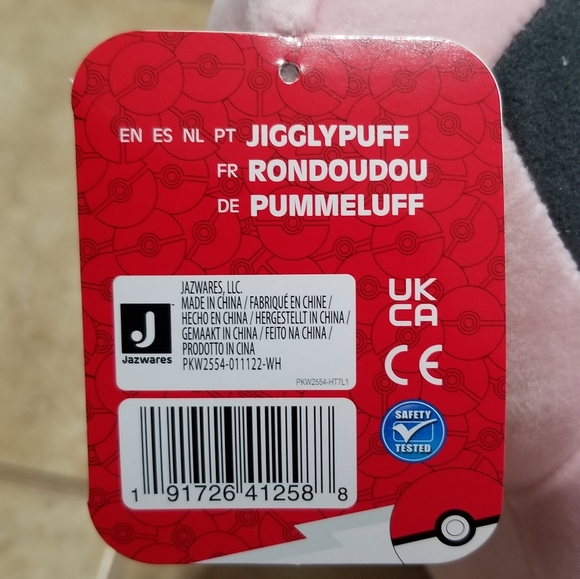 EN ES NL PT JIGGLYPUFF
FR RONDOUDOU
DE PUMMELUFF
J
Jazwares
JAZWARES, LLC.
MADE IN CHINA / FABRIQUÉ EN CHINE /
HECHO EN CHINA / HERGESTELLT IN CHINA /
GEMAAKT IN CHINA / FEITO NA CHINA /
PRODOTTO IN CINA
PKW2554-011122-WH
PKW2554-HT7L1
UK
CA
CE
SAFETY
TESTED
1 91726 41258 8